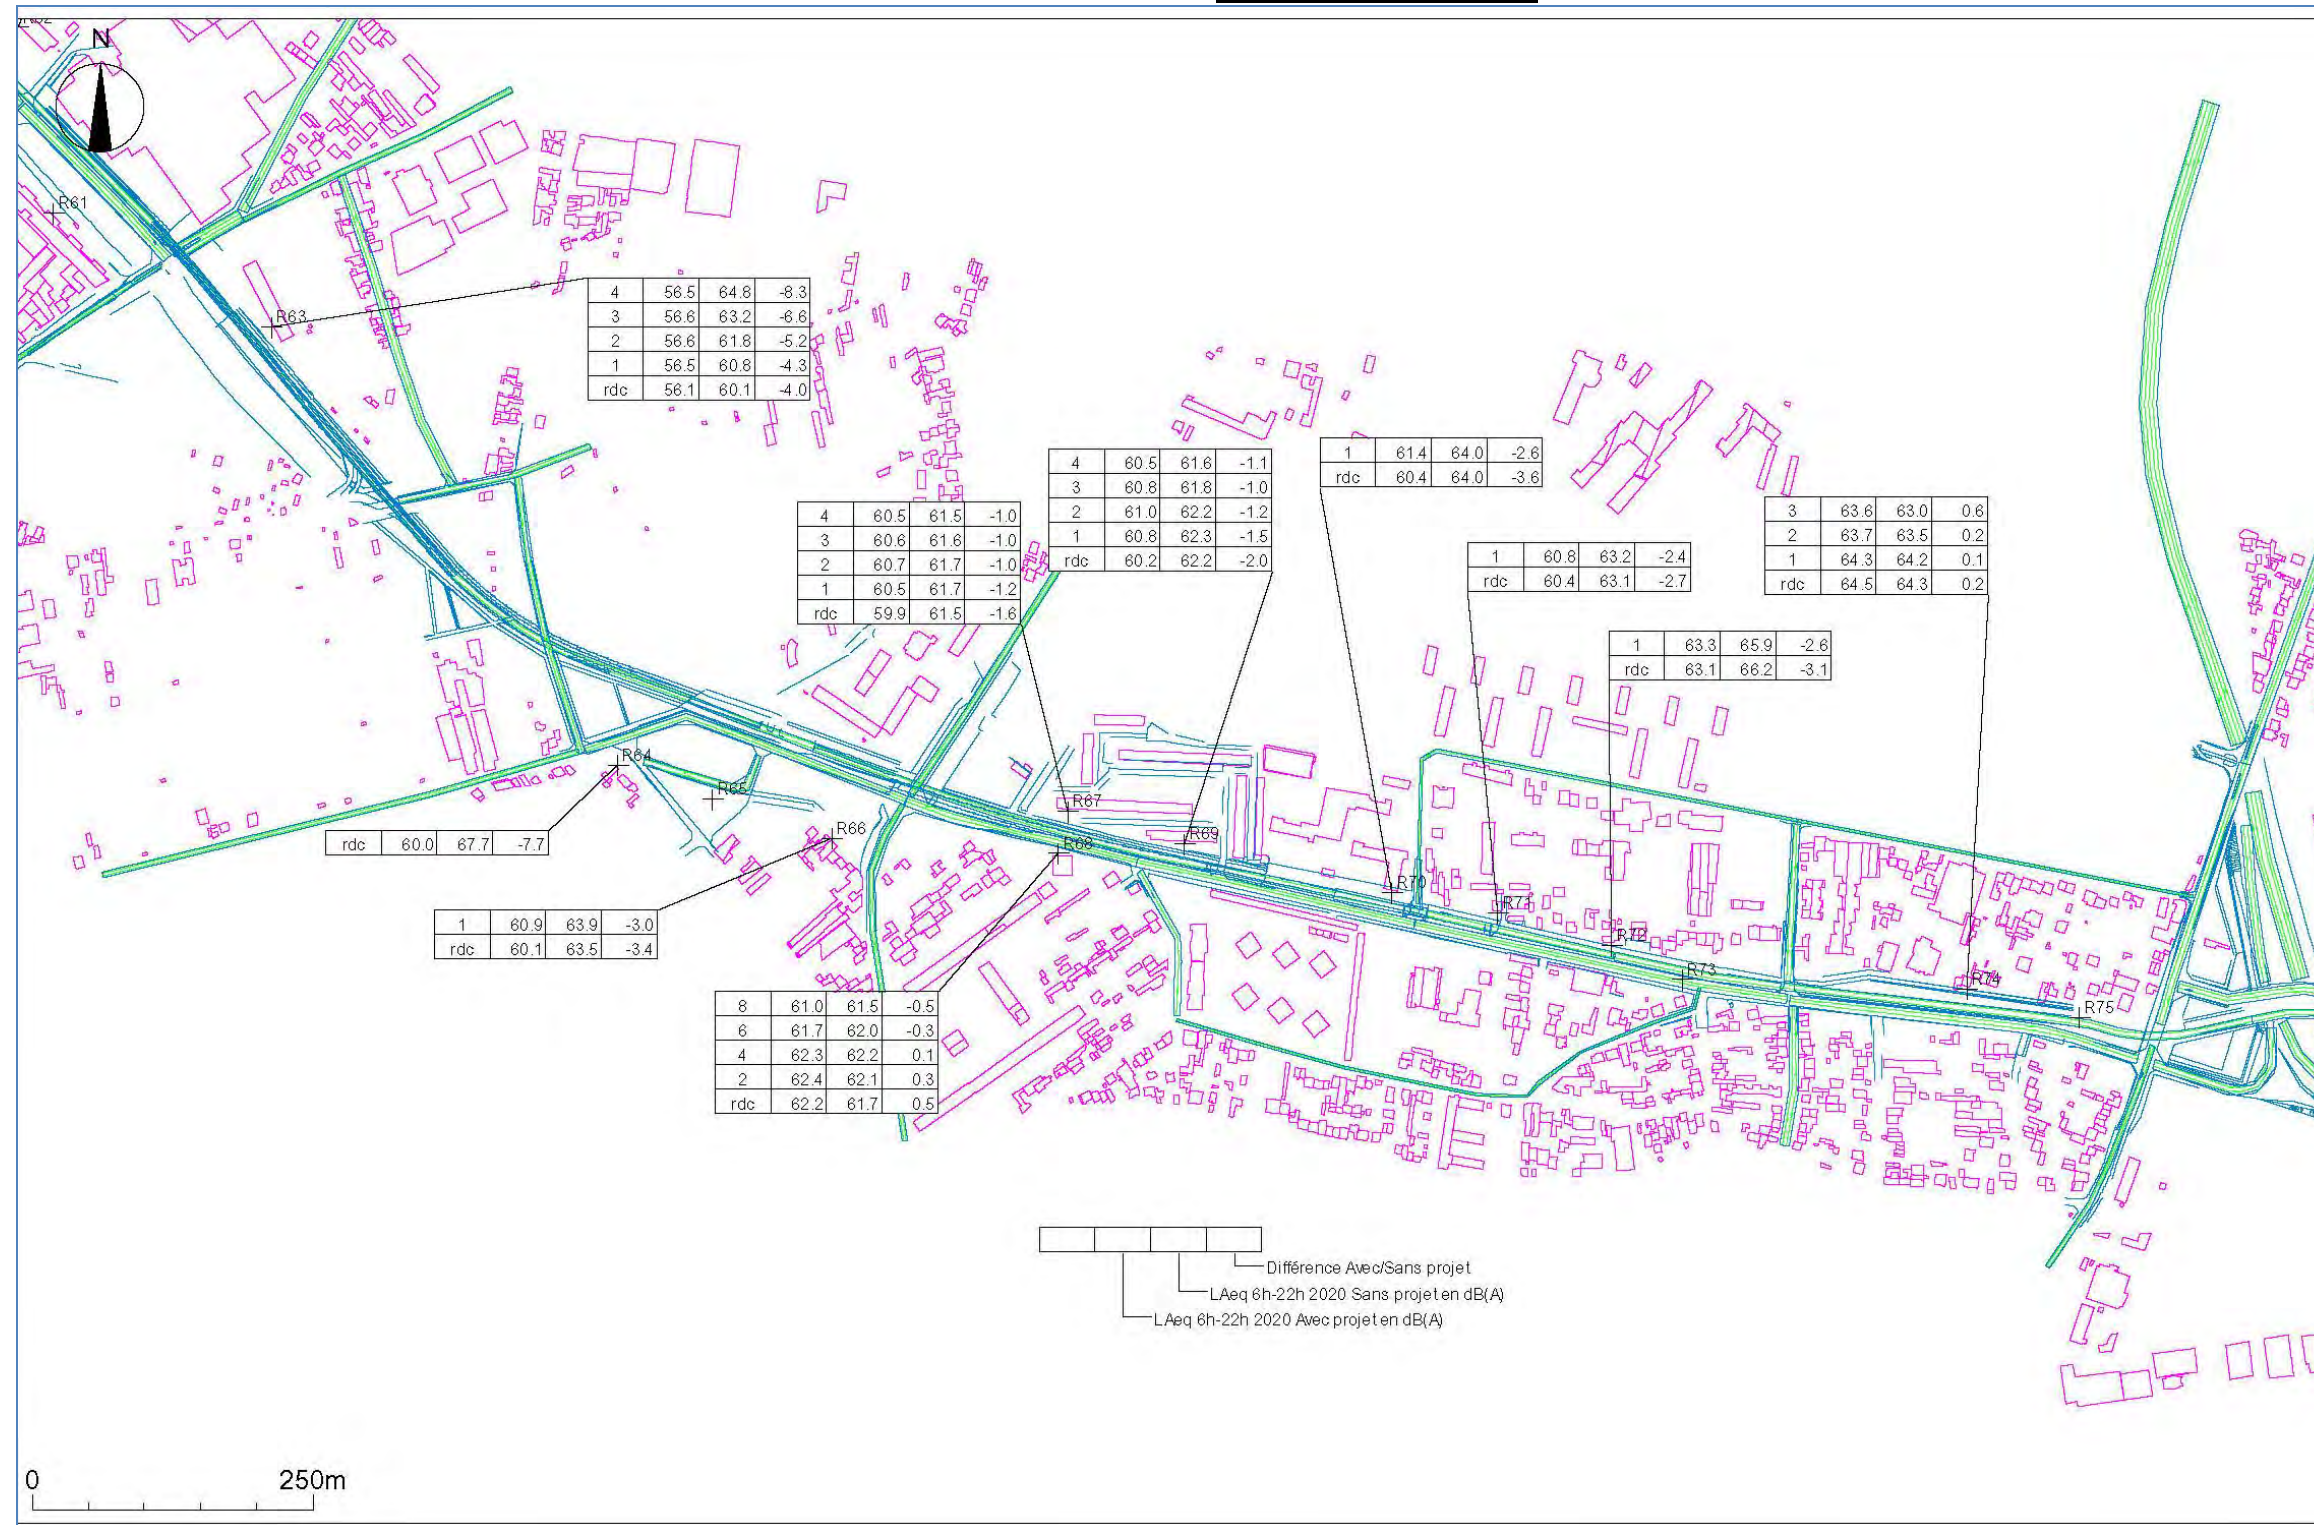 N
R61
R63
4 56.5 64.8 -8.3
3 56.6 63.2 -6.6
2 56.6 61.8 -5.2
1 56.5 60.8 -4.3
rdc 56.1 60.1 -4.0
4 60.5 61.6 -1.1
3 60.8 61.8 -1.0
2 61.0 62.2 -1.2
1 60.8 62.3 -1.5
rdc 60.2 62.2 -2.0
1 61.4 64.0 -2.6
rdc 60.4 64.0 -3.6
4 60.5 61.5 -1.0
3 60.6 61.6 -1.0
2 60.7 61.7 -1.0
1 60.5 61.7 -1.2
rdc 59.9 61.5 -1.6
3 63.6 63.0 0.6
2 63.7 63.5 0.2
1 64.3 64.2 0.1
rdc 64.5 64.3 0.2
1 60.8 63.2 -2.4
rdc 60.4 63.1 -2.7
1 63.3 65.9 -2.6
rdc 63.1 66.2 -3.1
R64
R65
R67
R66
R69
R68
rdc 60.0 67.7 -7.7
R70
R71
R72
1 60.9 63.9 -3.0
rdc 60.1 63.5 -3.4
R73
R74
R75
8 61.0 61.5 -0.5
6 61.7 62.0 -0.3
4 62.3 62.2 0.1
2 62.4 62.1 0.3
rdc 62.2 61.7 0.5
Différence Avec/Sans projet
LAeq 6h-22h 2020 Sans projet en dB(A)
LAeq 6h-22h 2020 Avec projet en dB(A)
0 250m